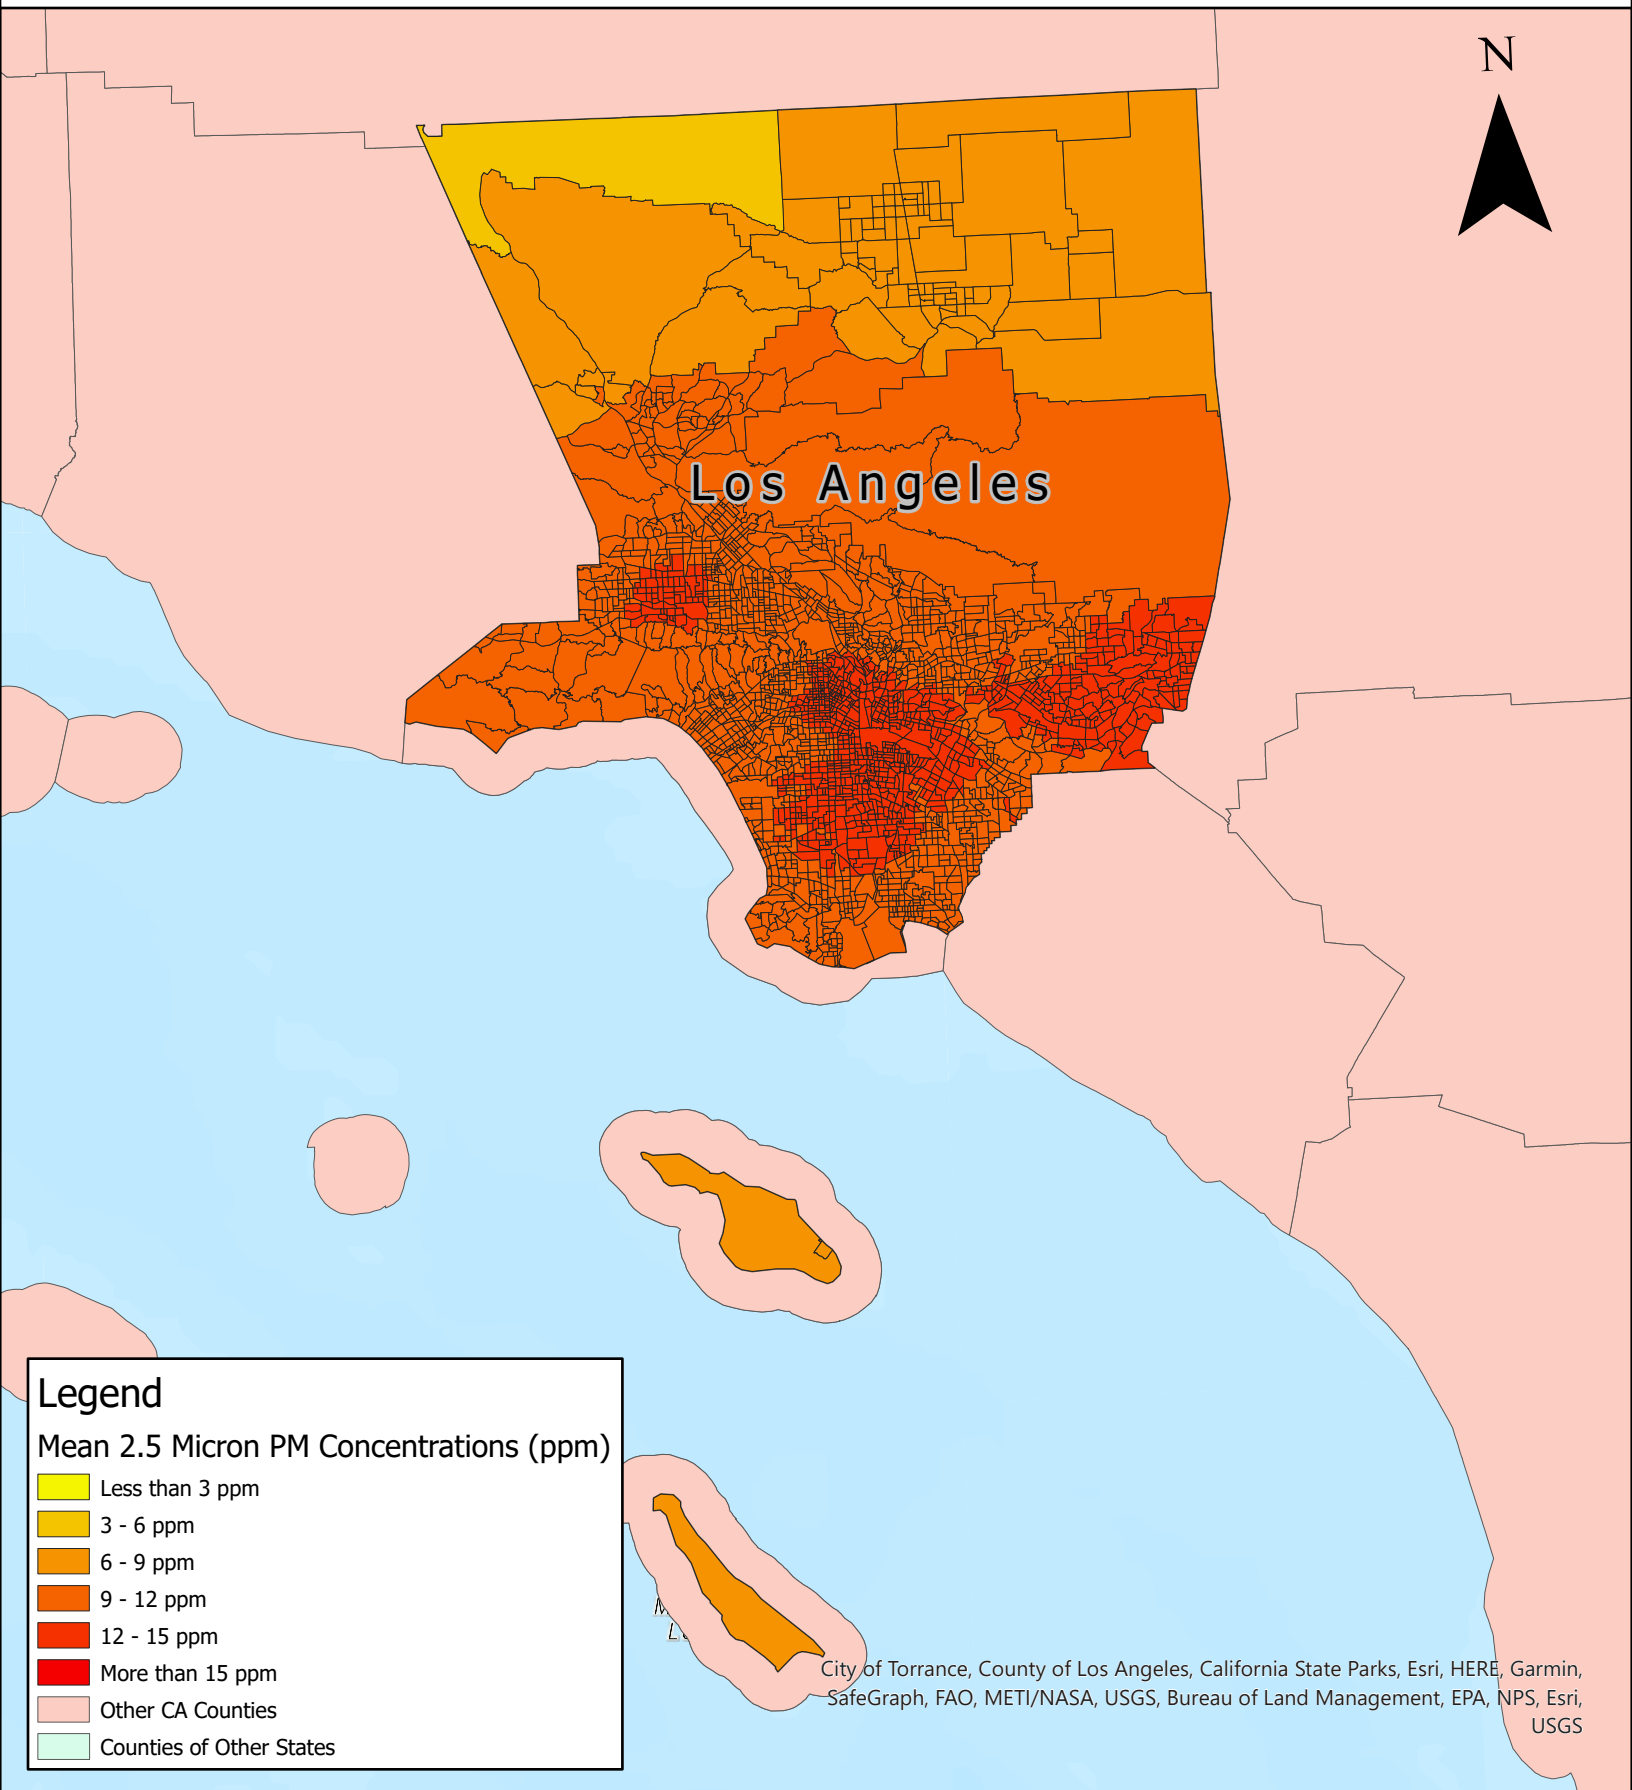 N
Los Angeles
Legend
Mean 2.5 Micron PM Concentrations (ppm)
Less than 3 ppm
3 - 6 ppm
6 - 9 ppm
9 - 12 ppm
12 - 15 ppm
More than 15 ppm
Other CA Counties
Counties of Other States
City of Torrance, County of Los Angeles, California State Parks, Esri, HERE, Garmin,
SafeGraph, FAO, METI/NASA, USGS, Bureau of Land Management, EPA, NPS, Esri,
USGS